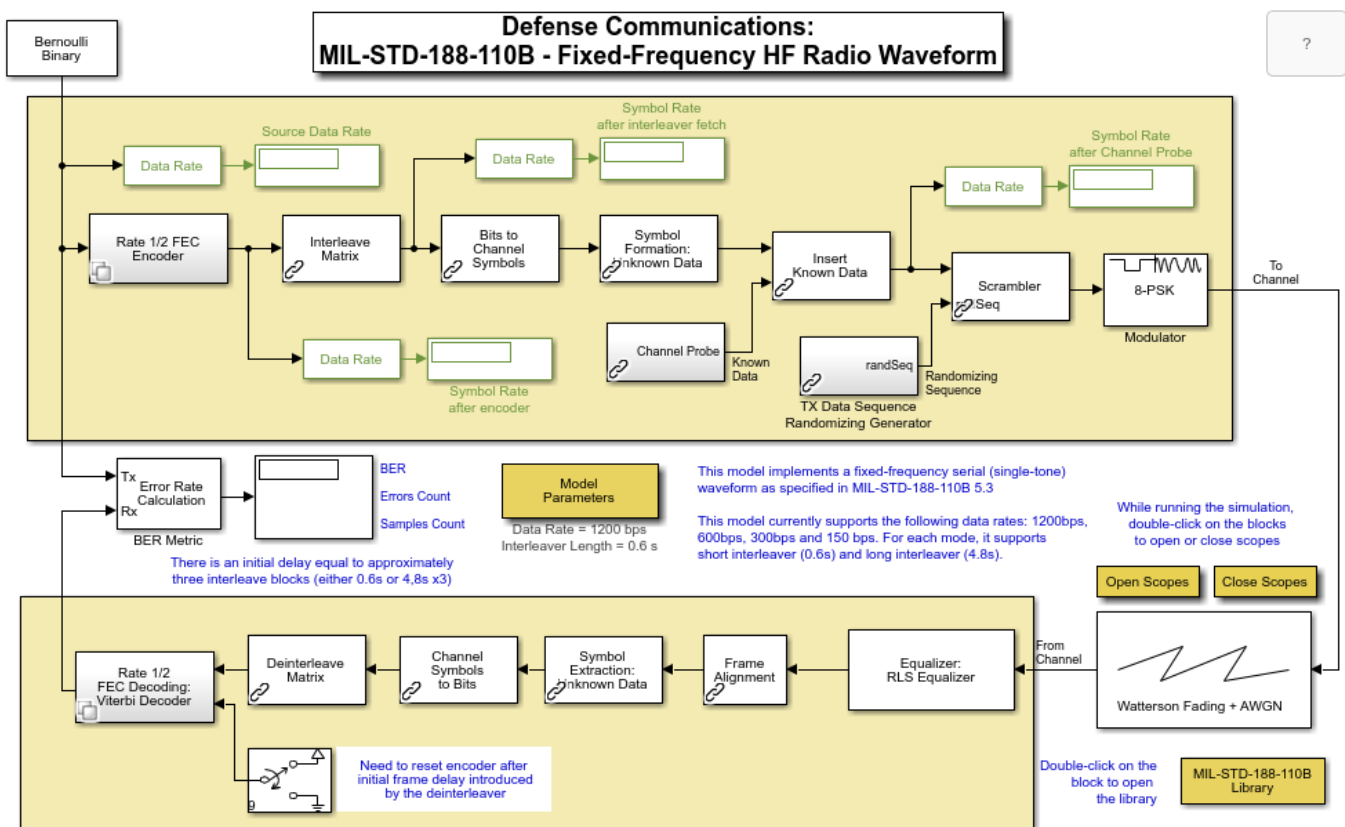 Defense Communications:
MIL-STD-188-110B - Fixed-Frequency HF Radio Waveform
?
Bernoulli
Binary
Source Data Rate
Data Rate
Symbol Rate
after interleaver fetch
Data Rate
Symbol Rate
after Channel Probe
Data Rate
Rate 1/2 FEC
Encoder
Interleave
Matrix
Bits to
Channel
Symbols
Symbol
Formation:
Unknown Data
Insert
Known Data
Scrambler
randSeq
8-PSK
Modulator
To
Channel
Data Rate
Symbol Rate
after encoder
Channel Probe
Known
Data
randSeq
Randomizing
Sequence
TX Data Sequence
Randomizing Generator
Tx
Rx
Error Rate
Calculation
BER Metric
BER
Errors Count
Samples Count
There is an initial delay equal to approximately
three interleave blocks (either 0.6s or 4,8s x3)
Model
Parameters
Data Rate = 1200 bps
Interleaver Length = 0.6 s
This model implements a fixed-frequency serial (single-tone)
waveform as specified in MIL-STD-188-110B 5.3
This model currently supports the following data rates: 1200bps,
600bps, 300bps and 150 bps. For each mode, it supports
short interleaver (0.6s) and long interleaver (4.8s).
While running the simulation,
double-click on the blocks
to open or close scopes
Open Scopes
Close Scopes
Rate 1/2
FEC Decoding:
Viterbi Decoder
Deinterleave
Matrix
Channel
Symbols
to Bits
Symbol
Extraction:
Unknown Data
Frame
Alignment
Equalizer:
RLS Equalizer
From
Channel
Watterson Fading + AWGN
9
Need to reset encoder after
initial frame delay introduced
by the deinterleaver
Double-click on the
block to open
the library
MIL-STD-188-110B
Library